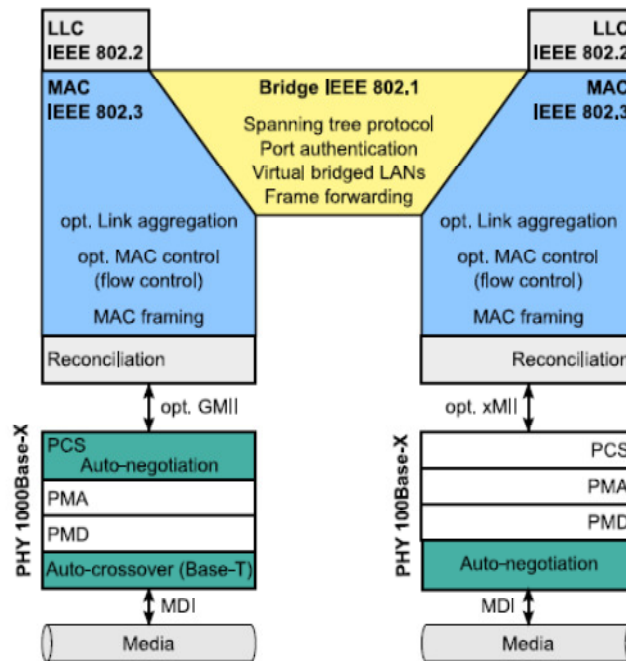 LLC
IEEE 802.2
MAC
IEEE 802.3
opt. Link aggregation
opt. MAC control
(flow control)
MAC framing
Reconciliation
opt. GMII
PHY 1000Base-X
PCS
Auto-negotiation
PMA
PMD
Auto-crossover (Base-T)
MDI
Media
Bridge IEEE 802.1
Spanning tree protocol
Port authentication
Virtual bridged LANs
Frame forwarding
LLC
IEEE 802.2
MAC
IEEE 802.3
opt. Link aggregation
opt. MAC control
(flow control)
MAC framing
Reconciliation
opt. xMII
PHY 100Base-X
PCS
PMA
PMD
Auto-negotiation
MDI
Media